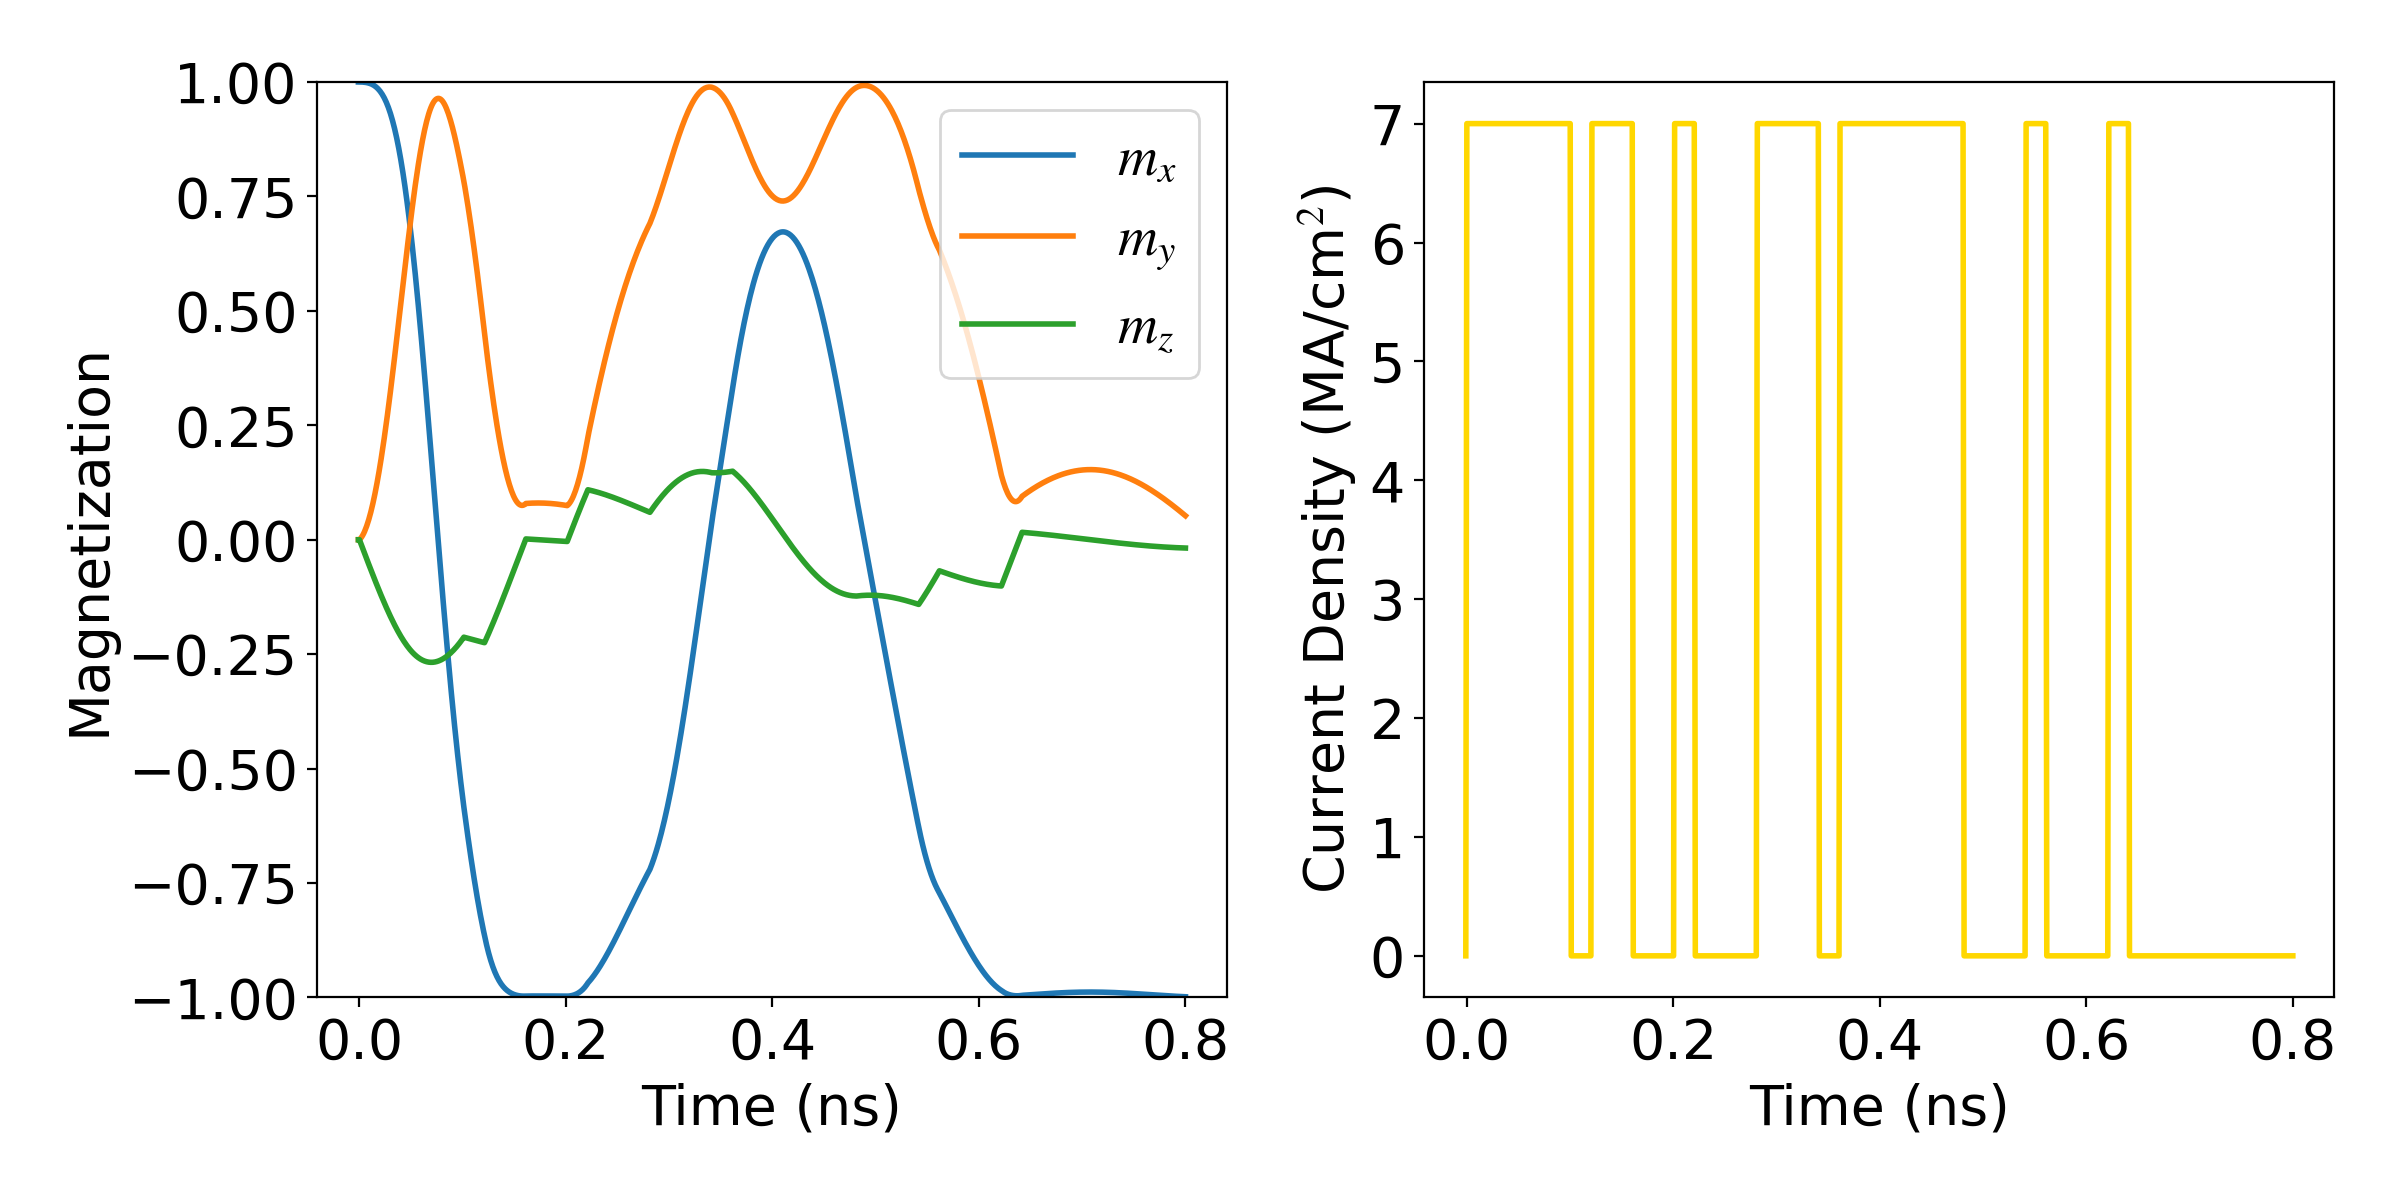 Magnetization
1.00
0.75
0.50
0.25
0.00
−0.25
−0.50
−0.75
−1.00
0.0 0.2 0.4 0.6 0.8
Time (ns)
m_x
m_y
m_z
Current Density (MA/cm²)
7
6
5
4
3
2
1
0
0.0 0.2 0.4 0.6 0.8
Time (ns)